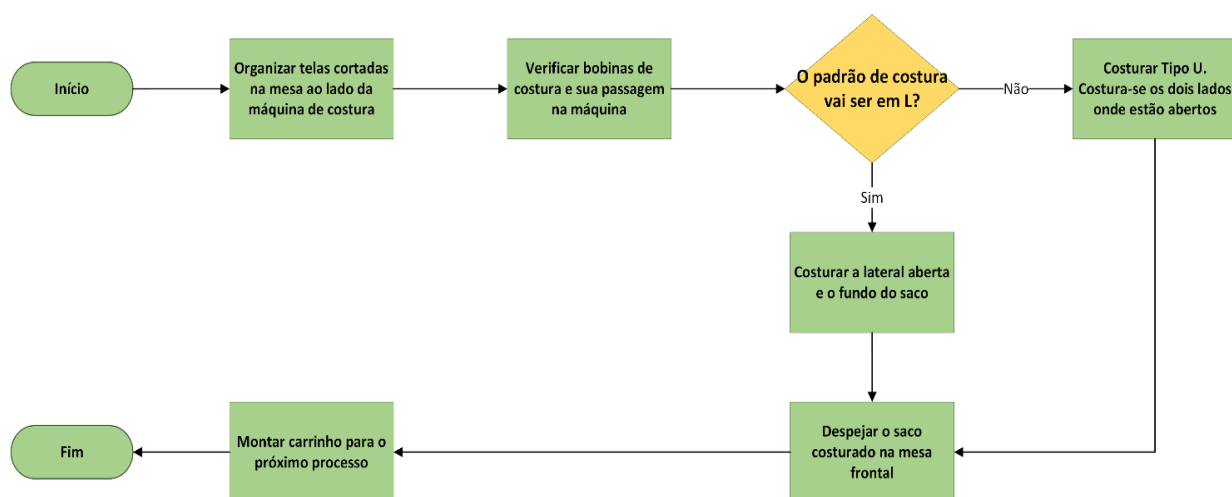 Início
Organizar telas cortadas
na mesa ao lado da
máquina de costura
Verificar bobinas de
costura e sua passagem
na máquina
O padrão de costura
vai ser em L?
Não
Costurar Tipo U.
Costura-se os dois lados
onde estão abertos
Sim
Costurar a lateral aberta
e o fundo do saco
Despejar o saco
costurado na mesa
frontal
Montar carrinho para o
próximo processo
Fim